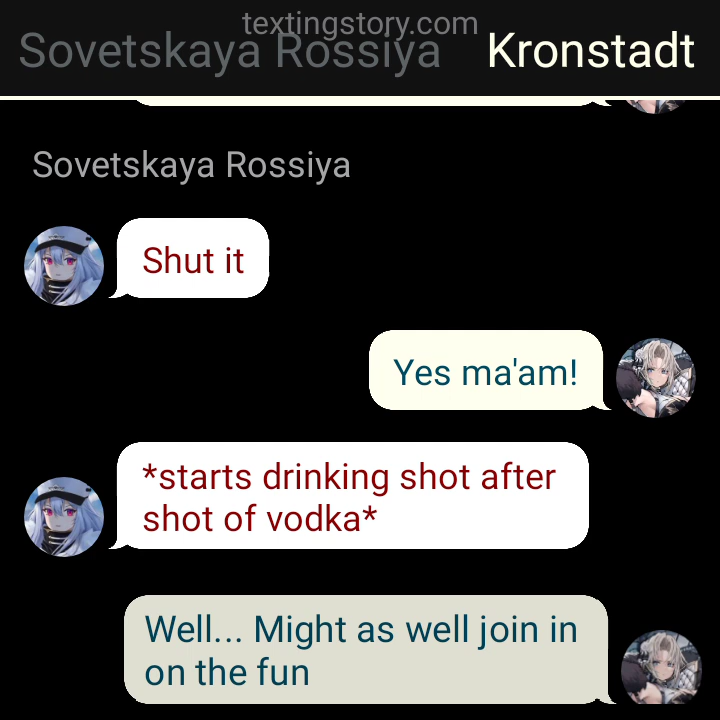 textingstory.com
Sovetskaya Rossiya Kronstadt
Sovetskaya Rossiya
Shut it
Yes ma'am!
*starts drinking shot after
shot of vodka*
Well... Might as well join in
on the fun